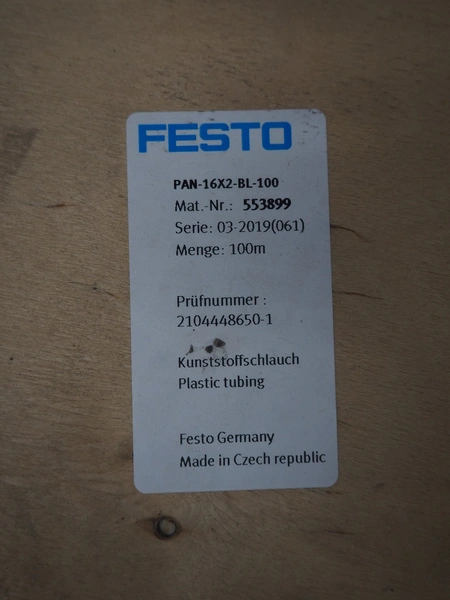 FESTO
PAN-16X2-BL-100
Mat.-Nr.: 553899
Serie: 03-2019(061)
Menge: 100m
Prüfnummer :
2104448650-1
Kunststoffschlauch
Plastic tubing
Festo Germany
Made in Czech republic